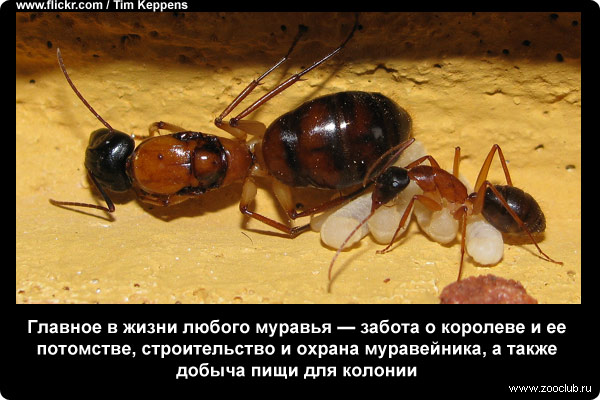 www.flickr.com / Tim Keppens
Главное в жизни любого муравья — забота о королеве и ее
потомстве, строительство и охрана муравейника, а также
добыча пищи для колонии
www.zooclub.ru